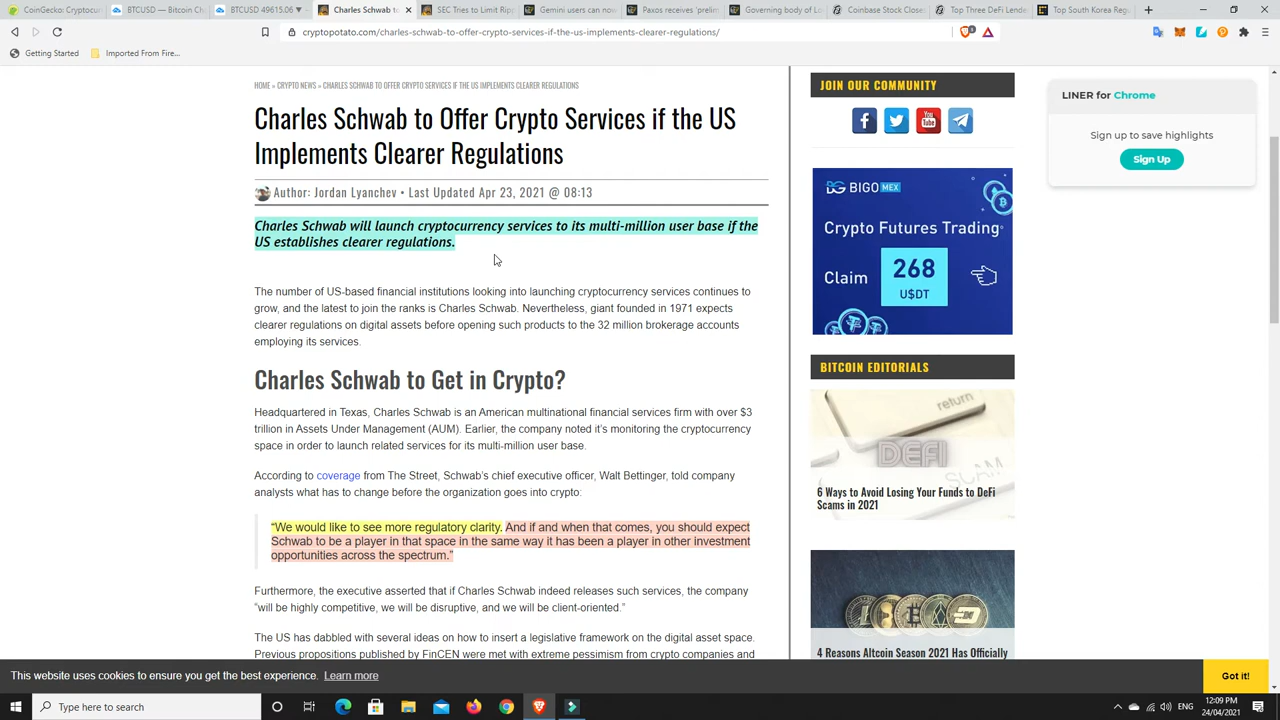 CoinGecko: Cryptocu
BTCUSD — Bitcoin Ch
BTCUSD 49615.06 ▼
Charles Schwab to
SEC Tries to Limit Ripp
Gemini users can now
Paxos receives 'prelim
Governing body of Lo
Coinbase Stock Close
Top Three DeFi Lende
Top South Korea Regu
cryptopotato.com/charles-schwab-to-offer-crypto-services-if-the-us-implements-clearer-regulations/
Getting Started
Imported From Fire...
HOME » CRYPTO NEWS » CHARLES SCHWAB TO OFFER CRYPTO SERVICES IF THE US IMPLEMENTS CLEARER REGULATIONS
Charles Schwab to Offer Crypto Services if the US
Implements Clearer Regulations
Author: Jordan Lyanchev • Last Updated Apr 23, 2021 @ 08:13
Charles Schwab will launch cryptocurrency services to its multi-million user base if the
US establishes clearer regulations.
The number of US-based financial institutions looking into launching cryptocurrency services continues to
grow, and the latest to join the ranks is Charles Schwab. Nevertheless, giant founded in 1971 expects
clearer regulations on digital assets before opening such products to the 32 million brokerage accounts
employing its services.
Charles Schwab to Get in Crypto?
Headquartered in Texas, Charles Schwab is an American multinational financial services firm with over $3
trillion in Assets Under Management (AUM). Earlier, the company noted it's monitoring the cryptocurrency
space in order to launch related services for its multi-million user base.
According to coverage from The Street, Schwab's chief executive officer, Walt Bettinger, told company
analysts what has to change before the organization goes into crypto:
"We would like to see more regulatory clarity. And if and when that comes, you should expect
Schwab to be a player in that space in the same way it has been a player in other investment
opportunities across the spectrum."
Furthermore, the executive asserted that if Charles Schwab indeed releases such services, the company
"will be highly competitive, we will be disruptive, and we will be client-oriented."
The US has dabbled with several ideas on how to insert a legislative framework on the digital asset space.
Previous propositions published by FinCEN were met with extreme pessimism from crypto companies and
JOIN OUR COMMUNITY
BIGO MEX
Crypto Futures Trading
Claim
268
U$DT
BITCOIN EDITORIALS
return
DEFI
SCAM
6 Ways to Avoid Losing Your Funds to DeFi
Scams in 2021
4 Reasons Altcoin Season 2021 Has Officially
LINER for Chrome
Sign up to save highlights
Sign Up
This website uses cookies to ensure you get the best experience. Learn more
Got it!
Type here to search
ENG
12:09 PM
24/04/2021